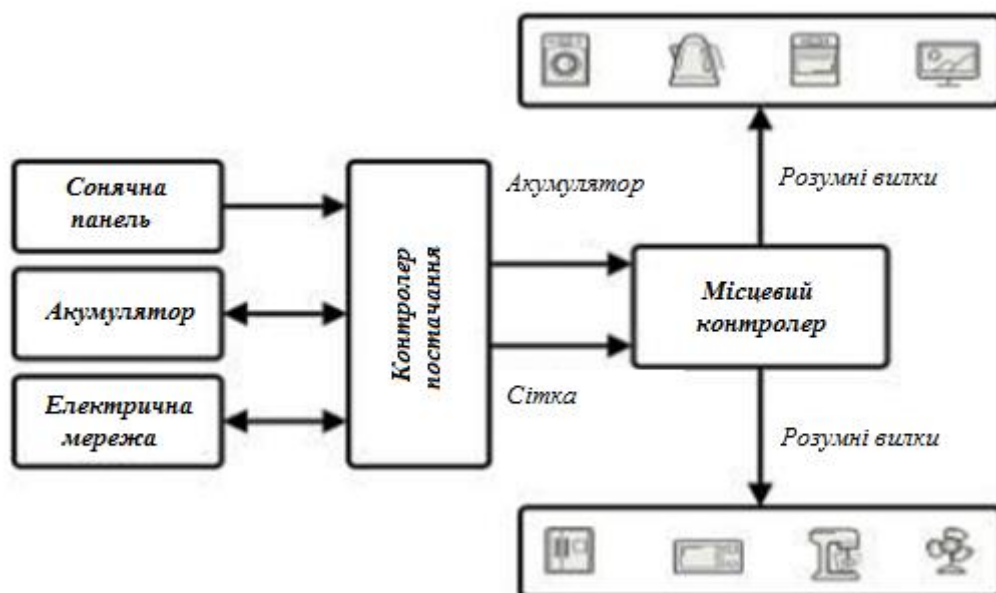 Сонячна
панель
Акумулятор
Електрична
мережа
Контролер
постачання
Акумулятор
Сітка
Місцевий
контролер
Розумні вилки
Розумні вилки